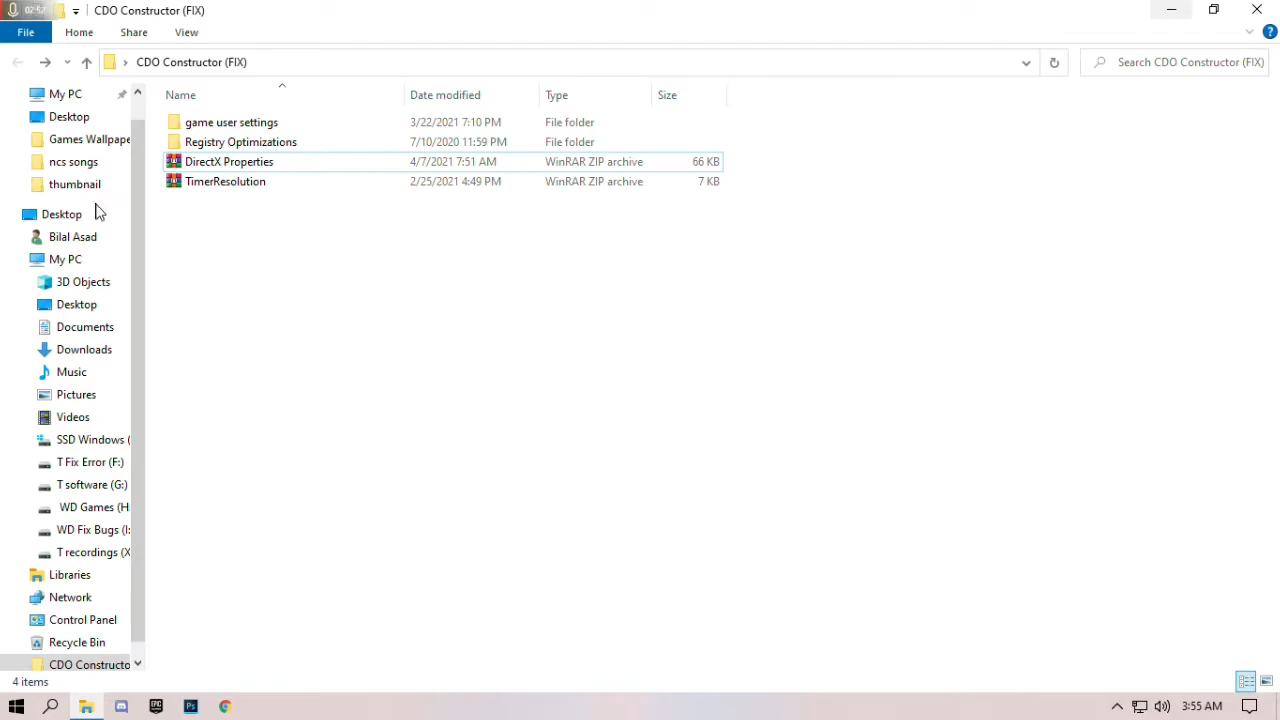 02:52 CDO Constructor (FIX)
File Home Share View
CDO Constructor (FIX) Search CDO Constructor (FIX)
Name Date modified Type Size
game user settings 3/22/2021 7:10 PM File folder
Registry Optimizations 7/10/2020 11:59 PM File folder
DirectX Properties 4/7/2021 7:51 AM WinRAR ZIP archive 66 KB
TimerResolution 2/25/2021 4:49 PM WinRAR ZIP archive 7 KB
My PC
Desktop
Games Wallpape
ncs songs
thumbnail
Desktop
Bilal Asad
My PC
3D Objects
Desktop
Documents
Downloads
Music
Pictures
Videos
SSD Windows (
T Fix Error (F:)
T software (G:)
WD Games (H
WD Fix Bugs (I:
T recordings (X
Libraries
Network
Control Panel
Recycle Bin
CDO Constructo
4 items
EPIC Ps 3:55 AM